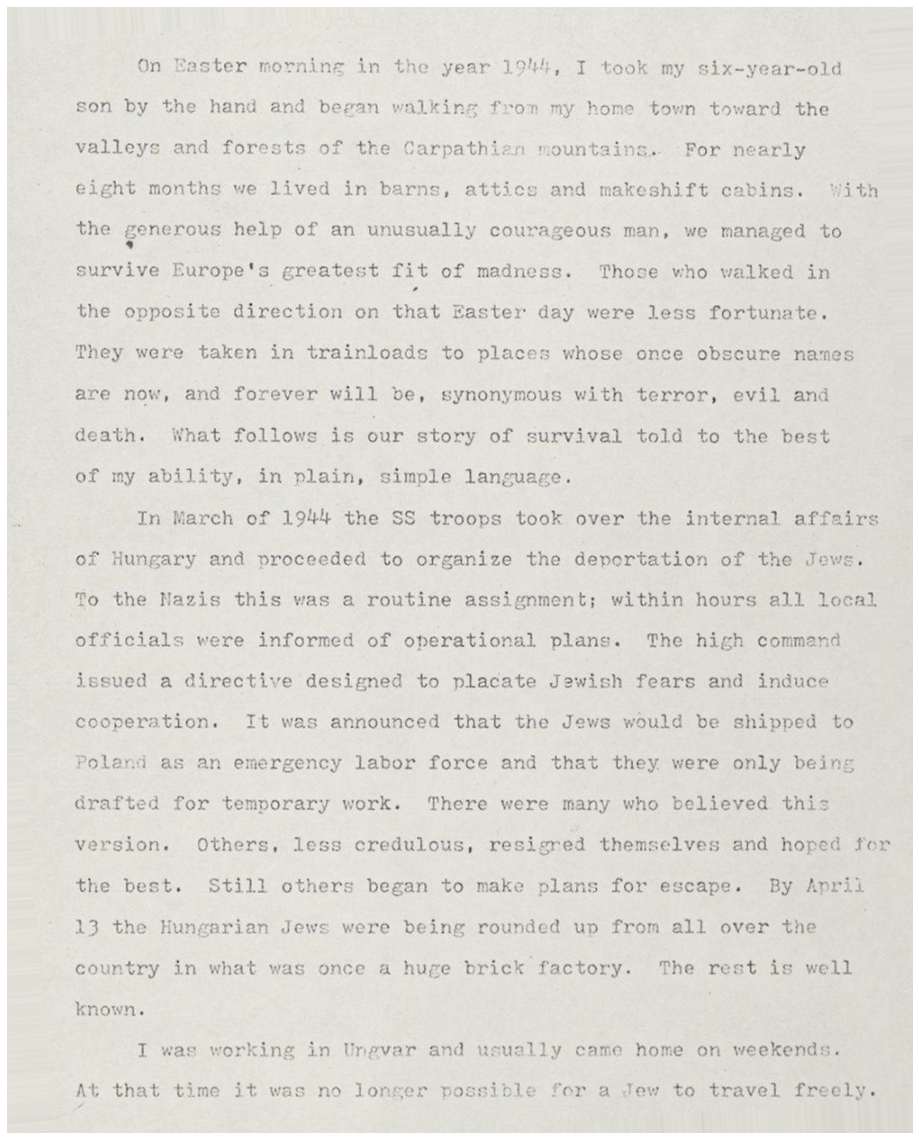 On Easter morning in the year 1944, I took my six-year-old
son by the hand and began walking from my home town toward the
valleys and forests of the Carpathian mountains. For nearly
eight months we lived in barns, attics and makeshift cabins. With
the generous help of an unusually courageous man, we managed to
survive Europe's greatest fit of madness. Those who walked in
the opposite direction on that Easter day were less fortunate.
They were taken in trainloads to places whose once obscure names
are now, and forever will be, synonymous with terror, evil and
death. What follows is our story of survival told to the best
of my ability, in plain, simple language.
In March of 1944 the SS troops took over the internal affairs
of Hungary and proceeded to organize the deportation of the Jews.
To the Nazis this was a routine assignment; within hours all local
officials were informed of operational plans. The high command
issued a directive designed to placate Jewish fears and induce
cooperation. It was announced that the Jews would be shipped to
Poland as an emergency labor force and that they were only being
drafted for temporary work. There were many who believed this
version. Others, less credulous, resigned themselves and hoped for
the best. Still others began to make plans for escape. By April
13 the Hungarian Jews were being rounded up from all over the
country in what was once a huge brick factory. The rest is well
known.
I was working in Ungvar and usually came home on weekends.
At that time it was no longer possible for a Jew to travel freely.